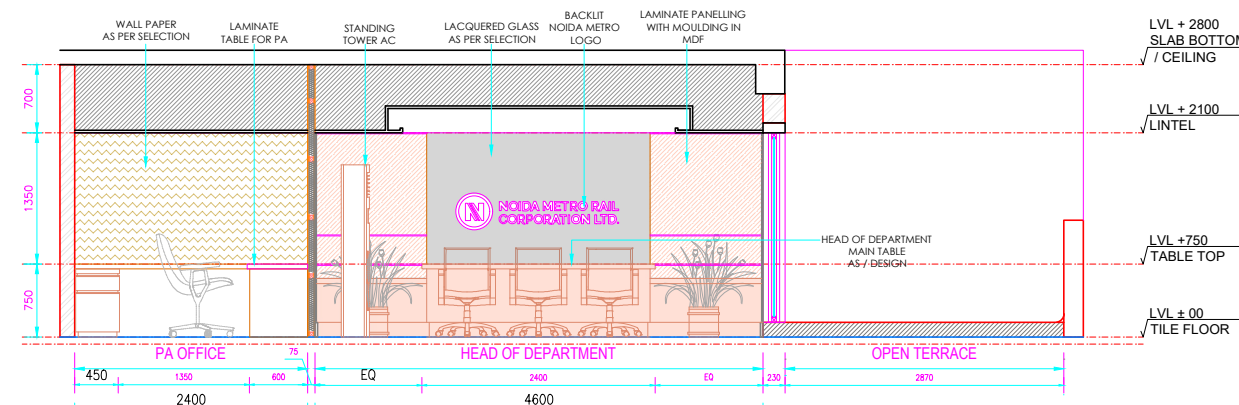 WALL PAPER
AS PER SELECTION
LAMINATE
TABLE FOR PA
STANDING
TOWER AC
LACQUERED GLASS
AS PER SELECTION
BACKLIT
NOIDA METRO
LOGO
LAMINATE PANELLING
WITH MOULDING IN
MDF
LVL + 2800
SLAB BOTTOM
/ CEILING
LVL + 2100
LINTEL
LVL +750
TABLE TOP
LVL ± 00
TILE FLOOR
700
1350
750
N
NOIDA METRO RAIL
CORPORATION LTD.
HEAD OF DEPARTMENT
MAIN TABLE
AS / DESIGN
PA OFFICE
75
HEAD OF DEPARTMENT
OPEN TERRACE
450
1350
600
EQ
2400
EQ
230
2870
2400
4600